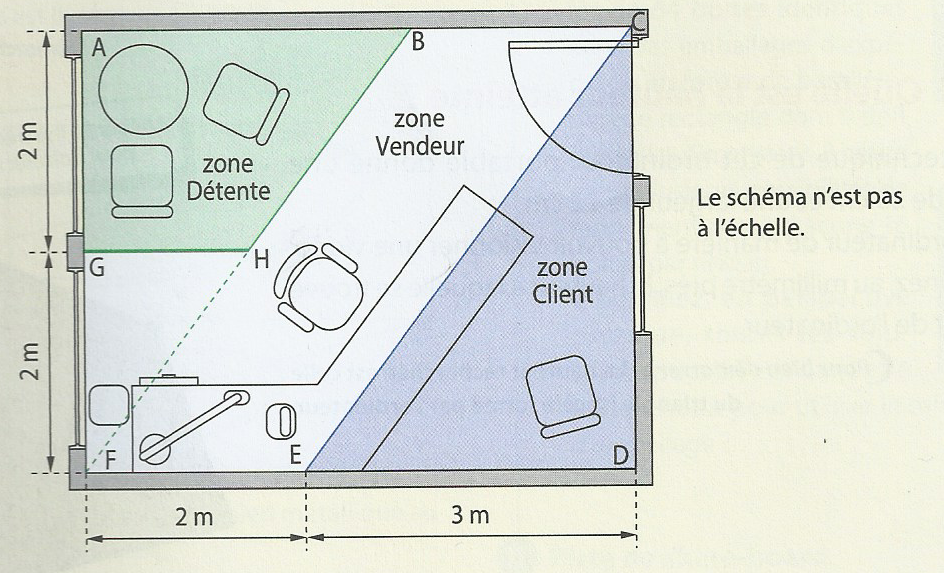 A
B
C
zone
Vendeur
2 m
zone
Détente
Le schéma n'est pas
à l'échelle.
G
H
zone
Client
2 m
F
E
D
2 m
3 m